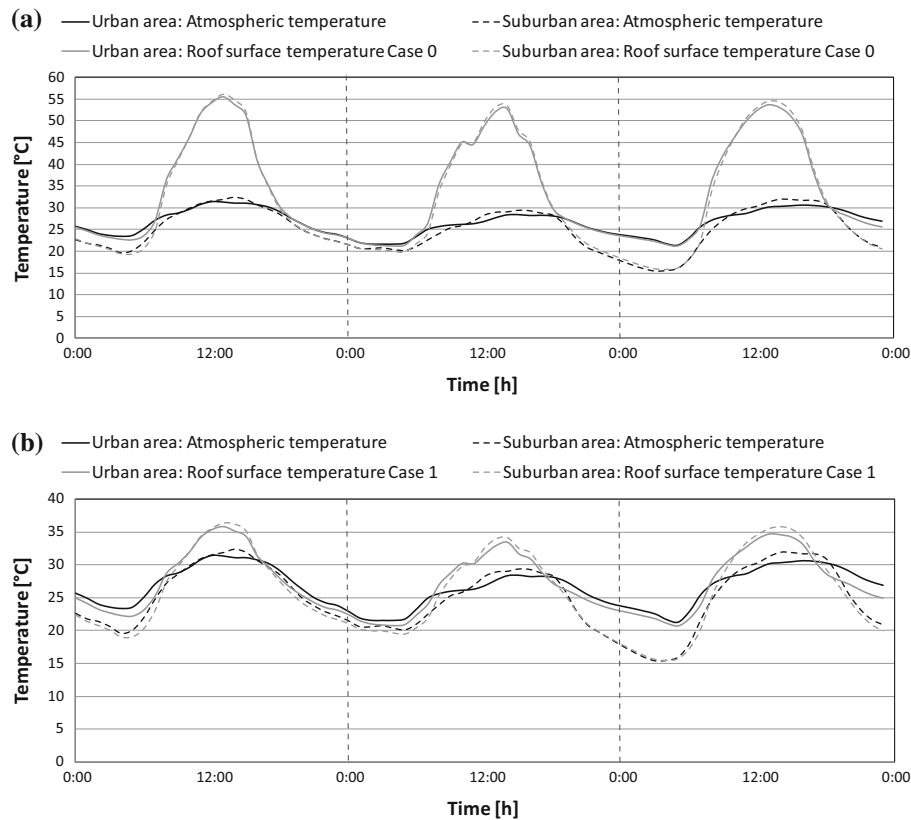 (a)
Urban area: Atmospheric temperature
Suburban area: Atmospheric temperature
Urban area: Roof surface temperature Case 0
Suburban area: Roof surface temperature Case 0
Temperature [°C]
60
55
50
45
40
35
30
25
20
15
10
5
0
0:00
12:00
0:00
12:00
0:00
12:00
0:00
Time [h]
(b)
Urban area: Atmospheric temperature
Suburban area: Atmospheric temperature
Urban area: Roof surface temperature Case 1
Suburban area: Roof surface temperature Case 1
Temperature [°C]
40
35
30
25
20
15
10
5
0
0:00
12:00
0:00
12:00
0:00
12:00
0:00
Time [h]